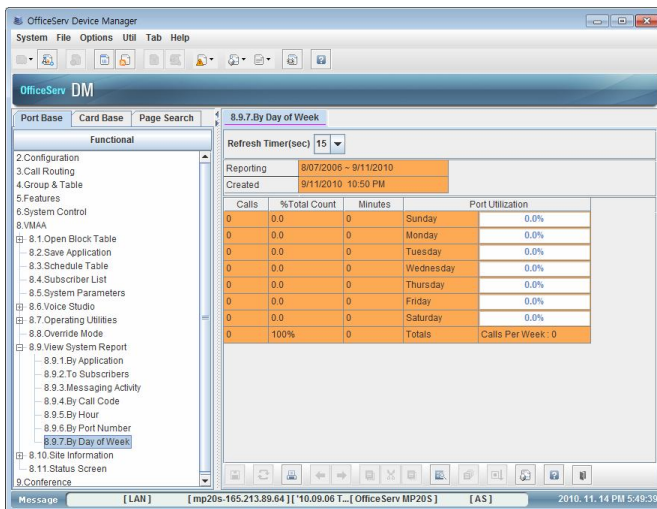 OfficeServ Device Manager
System File Options Util Tab Help
OfficeServ DM
Port Base Card Base Page Search
Functional
2.Configuration
3.Call Routing
4.Group & Table
5.Features
6.System Control
8.VMAA
8.1.Open Block Table
8.2.Save Application
8.3.Schedule Table
8.4.Subscriber List
8.5.System Parameters
8.6.Voice Studio
8.7.Operating Utilities
8.8.Override Mode
8.9.View System Report
8.9.1.By Application
8.9.2.To Subscribers
8.9.3.Messaging Activity
8.9.4.By Call Code
8.9.5.By Hour
8.9.6.By Port Number
8.9.7.By Day of Week
8.10.Site Information
8.11.Status Screen
9.Conference
8.9.7.By Day of Week
Refresh Timer(sec) 15
Reporting 8/07/2006 ~ 9/11/2010
Created 9/11/2010 10:50 PM
Calls %Total Count Minutes Port Utilization
0 0.0 0 Sunday 0.0%
0 0.0 0 Monday 0.0%
0 0.0 0 Tuesday 0.0%
0 0.0 0 Wednesday 0.0%
0 0.0 0 Thursday 0.0%
0 0.0 0 Friday 0.0%
0 0.0 0 Saturday 0.0%
0 100% 0 Totals Calls Per Week : 0
Message [LAN] [mp20s-165.213.89.64] ['10.09.06 T...[OfficeServ MP20S] [AS] 2010. 11. 14 PM 5:49:39